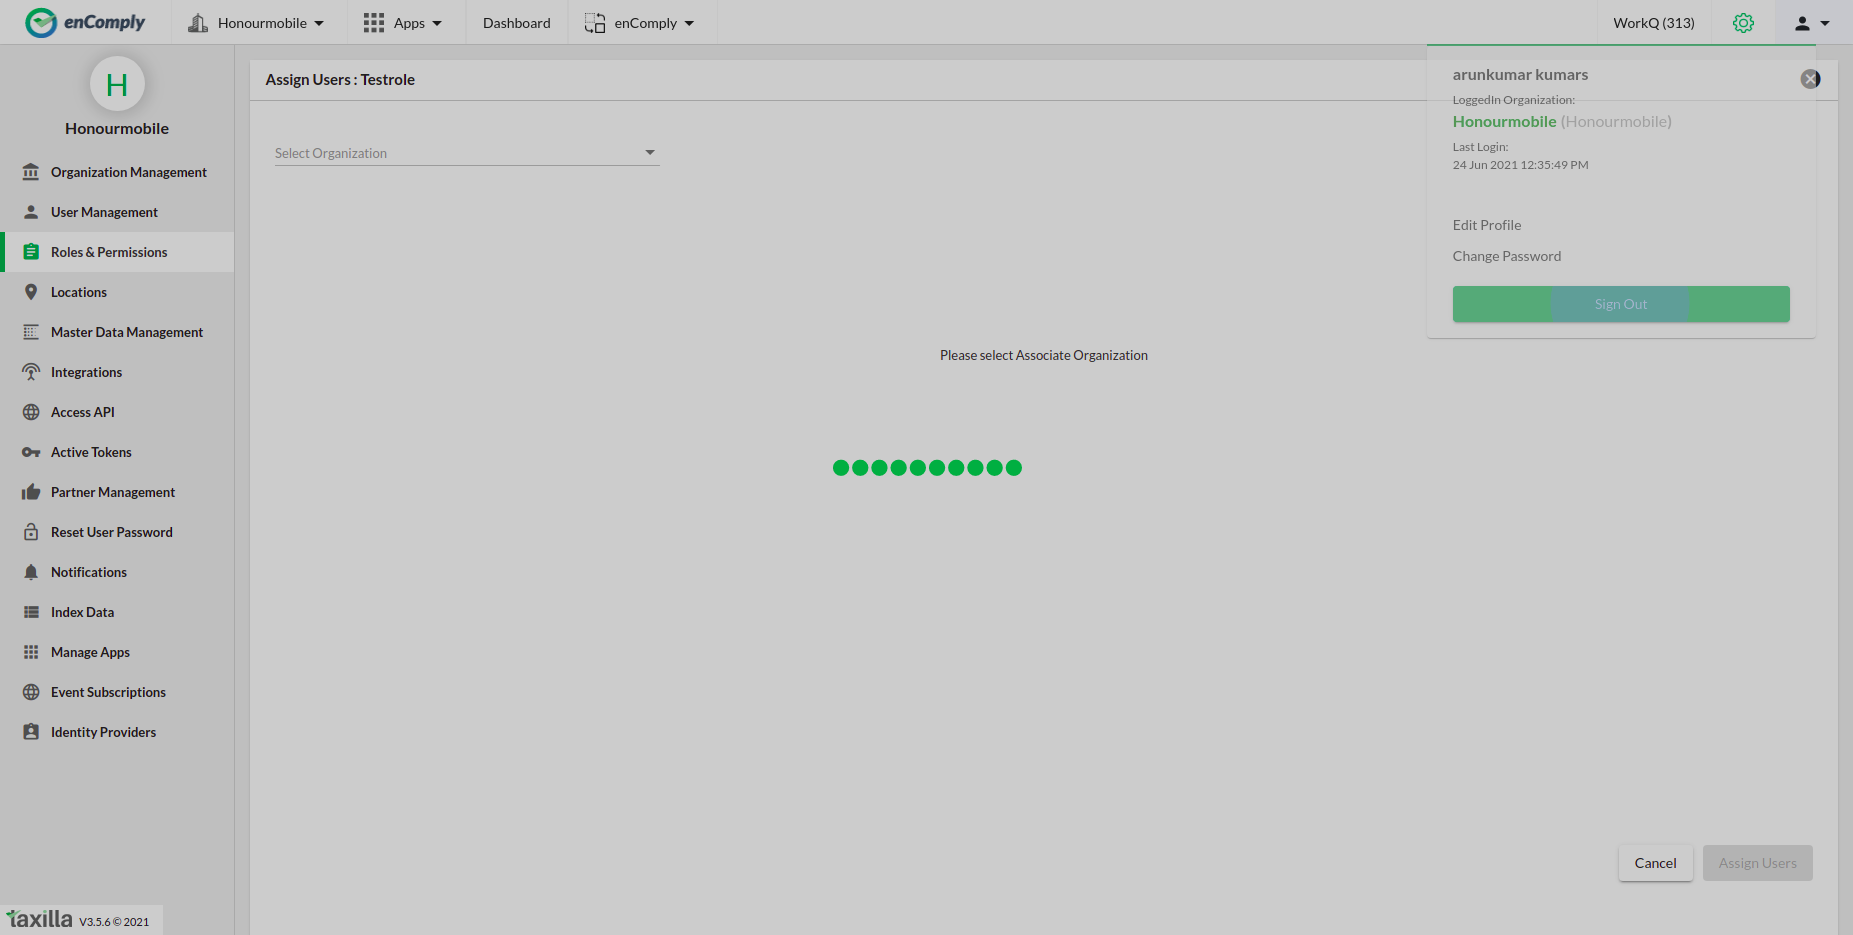 enComply
Honourmobile
Apps
Dashboard
enComply
WorkQ (313)
H
Honourmobile
Organization Management
User Management
Roles & Permissions
Locations
Master Data Management
Integrations
Access API
Active Tokens
Partner Management
Reset User Password
Notifications
Index Data
Manage Apps
Event Subscriptions
Identity Providers
taxilla V3.5.6 © 2021
Assign Users : Testrole
Select Organization
Please select Associate Organization
Cancel
Assign Users
arunkumar kumars
LoggedIn Organization:
Honourmobile (Honourmobile)
Last Login:
24 Jun 2021 12:35:49 PM
Edit Profile
Change Password
Sign Out